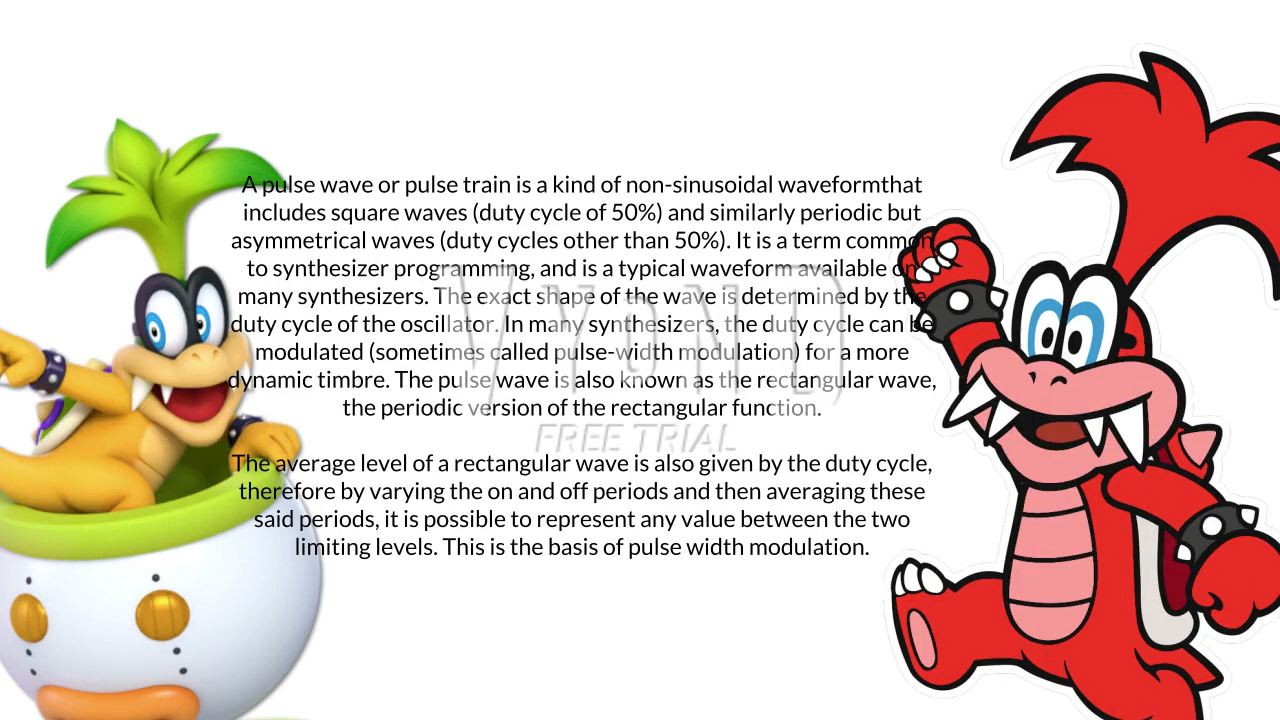 A pulse wave or pulse train is a kind of non-sinusoidal waveformthat
includes square waves (duty cycle of 50%) and similarly periodic but
asymmetrical waves (duty cycles other than 50%). It is a term common
to synthesizer programming, and is a typical waveform available on
many synthesizers. The exact shape of the wave is determined by the
duty cycle of the oscillator. In many synthesizers, the duty cycle can be
modulated (sometimes called pulse-width modulation) for a more
dynamic timbre. The pulse wave is also known as the rectangular wave,
the periodic version of the rectangular function.
VYOND
FREE TRIAL
The average level of a rectangular wave is also given by the duty cycle,
therefore by varying the on and off periods and then averaging these
said periods, it is possible to represent any value between the two
limiting levels. This is the basis of pulse width modulation.